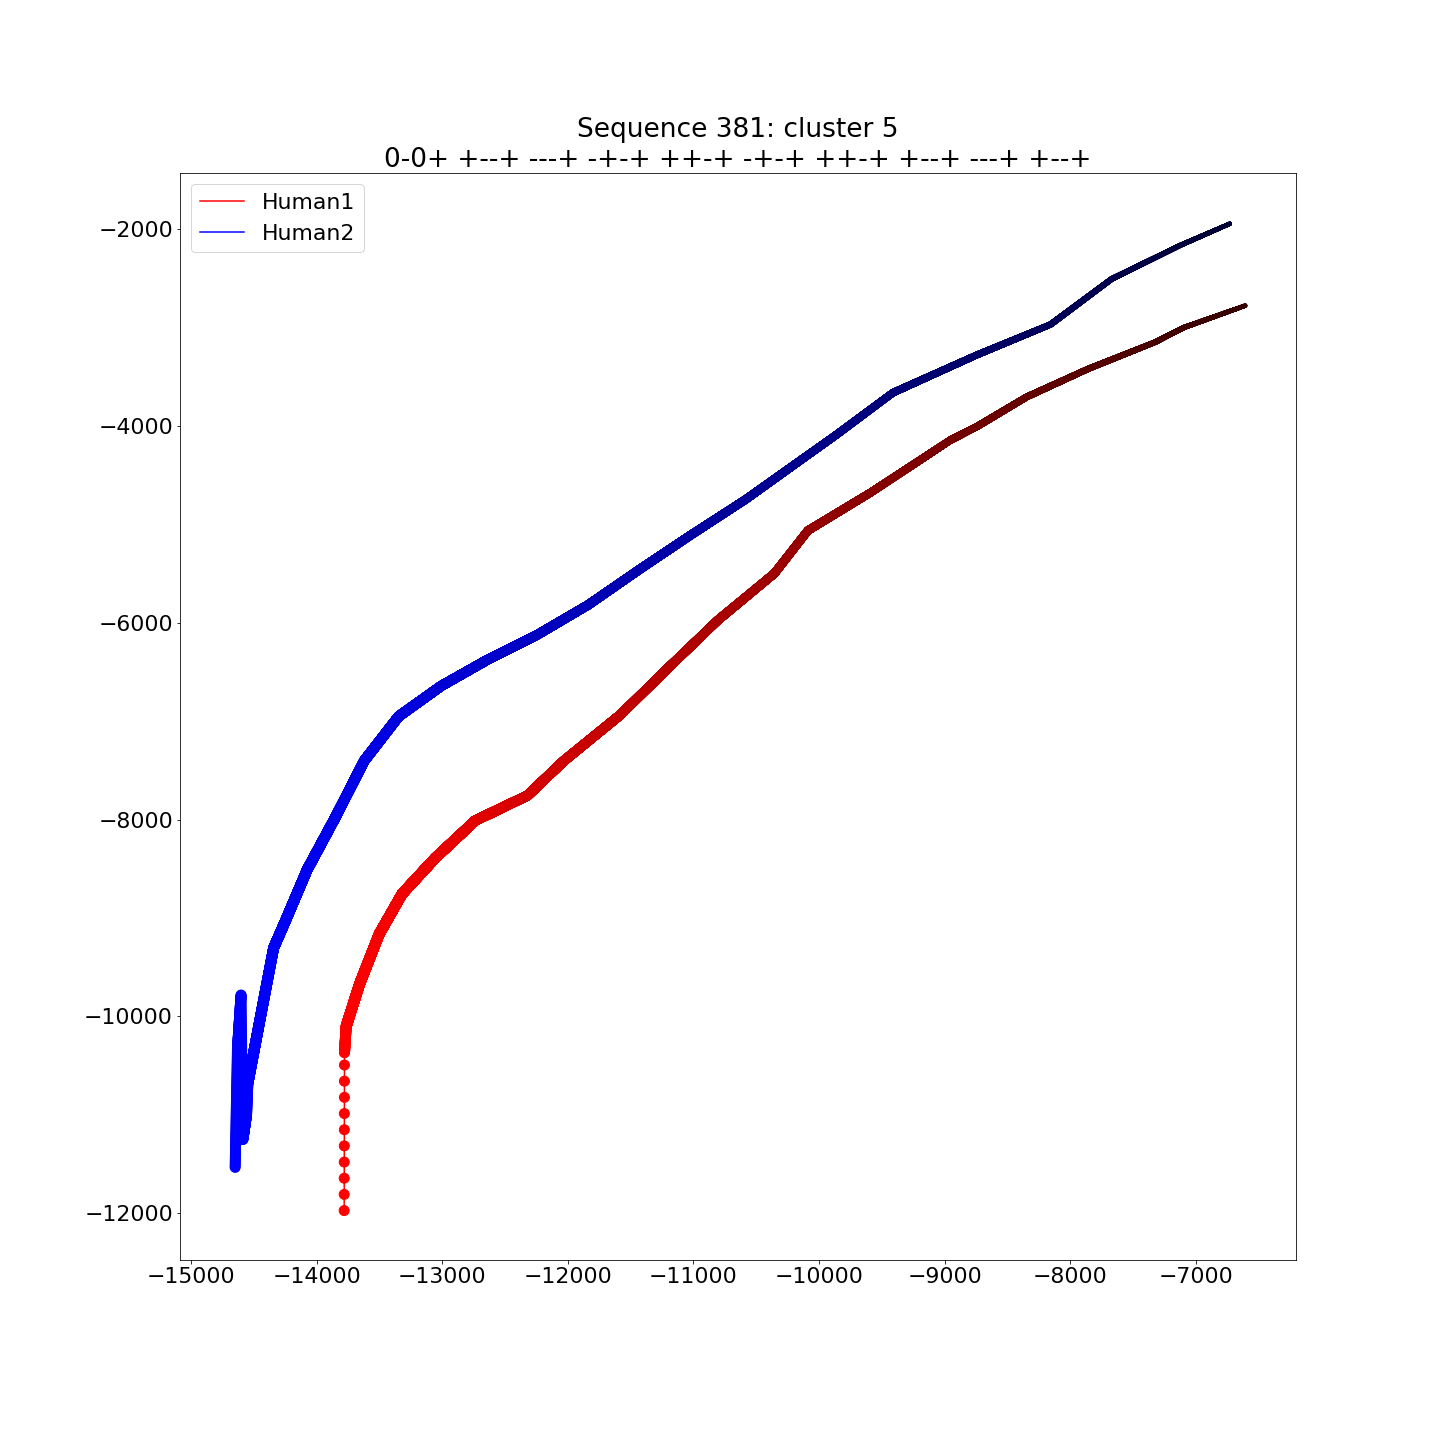 Sequence 381: cluster 5
0-0+ +--+ ---+ -+-+ ++-+ -+-+ ++-+ +--+ ---+ +--+
Human1
Human2
−2000
−4000
−6000
−8000
−10000
−12000
−15000 −14000 −13000 −12000 −11000 −10000 −9000 −8000 −7000